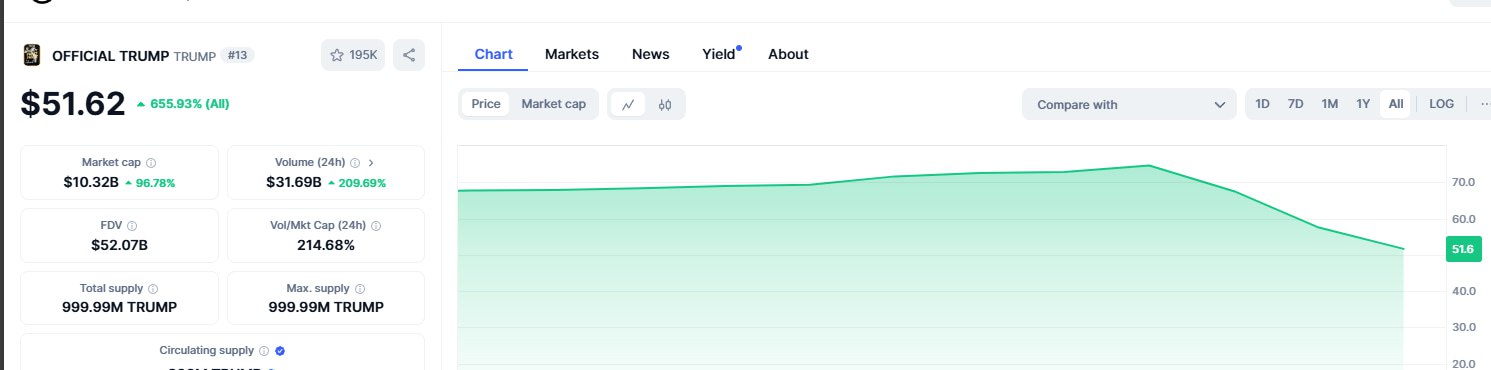 OFFICIAL TRUMP TRUMP #13
195K
$51.62 655.93% (All)
Market cap
$10.32B 96.78%
Volume (24h)
$31.69B 209.69%
FDV
$52.07B
Vol/Mkt Cap (24h)
214.68%
Total supply
999.99M TRUMP
Max. supply
999.99M TRUMP
Circulating supply
Chart Markets News Yield About
Price Market cap
Compare with
1D 7D 1M 1Y All LOG
70.0
60.0
51.6
40.0
30.0
20.0